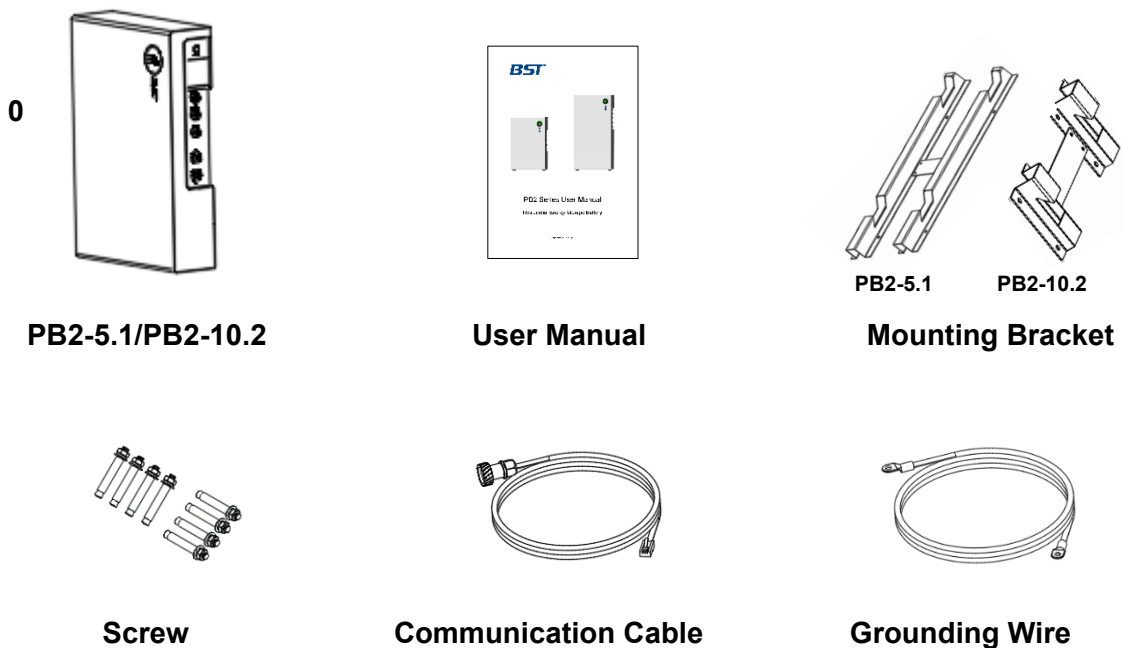 0
BST
PB2 Series User Manual
PB2-5.1 PB2-10.2
PB2-5.1/PB2-10.2 User Manual Mounting Bracket
Screw Communication Cable Grounding Wire